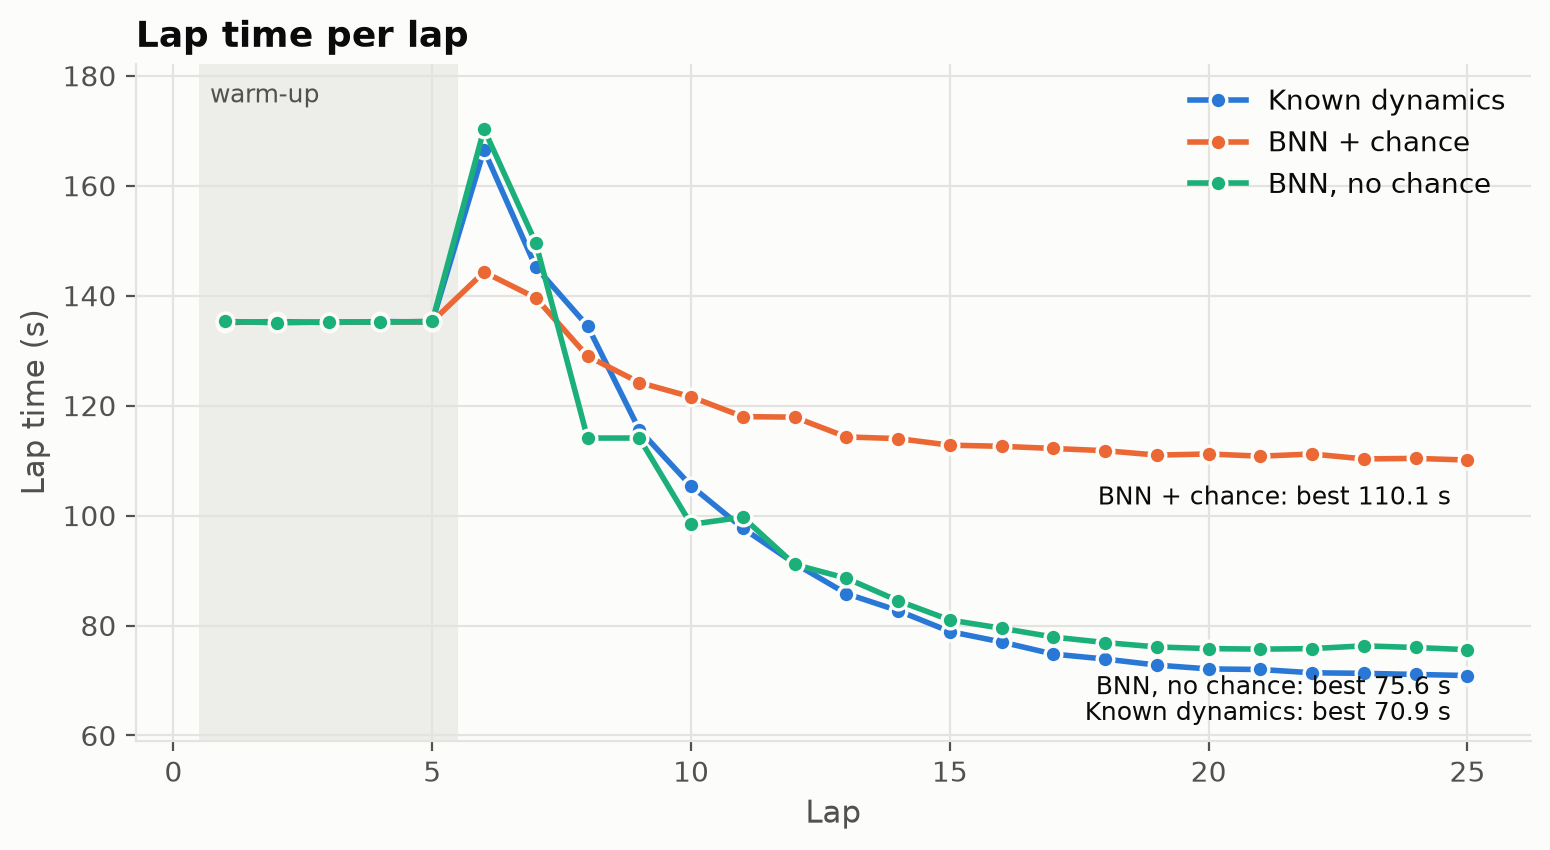 Lap time per lap
180
160
140
120
100
80
60
Lap time (s)
warm-up
Known dynamics
BNN + chance
BNN, no chance
BNN + chance: best 110.1 s
BNN, no chance: best 75.6 s
Known dynamics: best 70.9 s
0 5 10 15 20 25
Lap